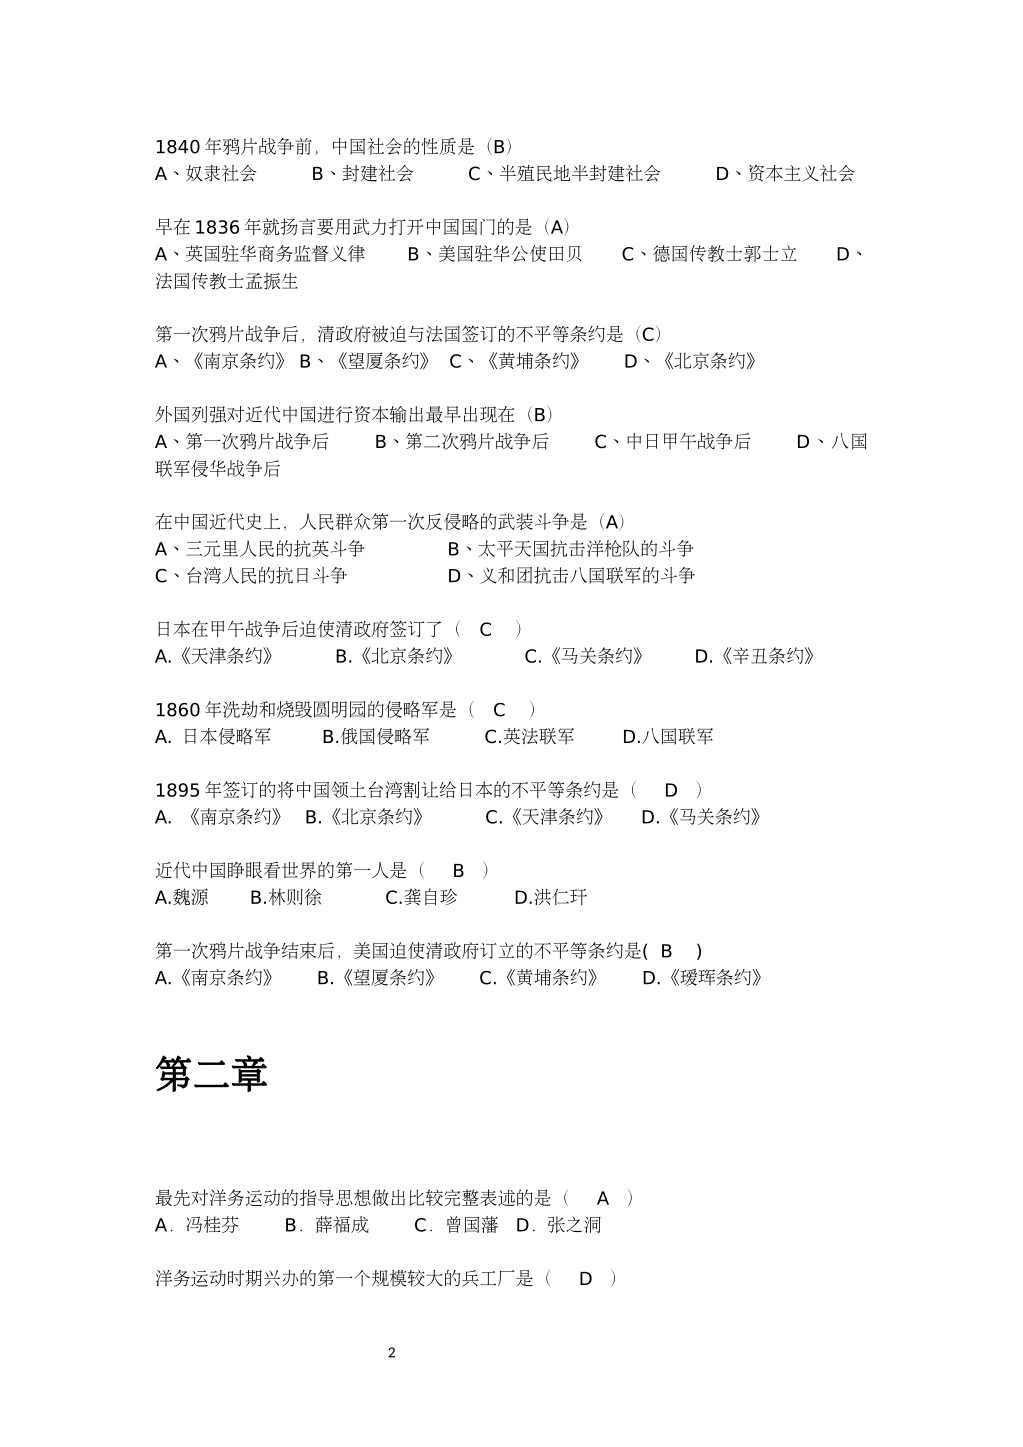 1840 年鸦片战争前，中国社会的性质是（B）
A、奴隶社会 B、封建社会 C、半殖民地半封建社会 D、资本主义社会
早在 1836 年就扬言要用武力打开中国国门的是（A）
A、英国驻华商务监督义律 B、美国驻华公使田贝 C、德国传教士郭士立 D、
法国传教士孟振生
第一次鸦片战争后，清政府被迫与法国签订的不平等条约是（C）
A、《南京条约》 B、《望厦条约》 C、《黄埔条约》 D、《北京条约》
外国列强对近代中国进行资本输出最早出现在（B）
A、第一次鸦片战争后 B、第二次鸦片战争后 C、中日甲午战争后 D、八国
联军侵华战争后
在中国近代史上，人民群众第一次反侵略的武装斗争是（A）
A、三元里人民的抗英斗争 B、太平天国抗击洋枪队的斗争
C、台湾人民的抗日斗争 D、义和团抗击八国联军的斗争
日本在甲午战争后迫使清政府签订了（ C ）
A.《天津条约》 B.《北京条约》 C.《马关条约》 D.《辛丑条约》
1860 年洗劫和烧毁圆明园的侵略军是（ C ）
A. 日本侵略军 B.俄国侵略军 C.英法联军 D.八国联军
1895 年签订的将中国领土台湾割让给日本的不平等条约是（ D ）
A. 《南京条约》 B.《北京条约》 C.《天津条约》 D.《马关条约》
近代中国睁眼看世界的第一人是（ B ）
A.魏源 B.林则徐 C.龚自珍 D.洪仁玕
第一次鸦片战争结束后，美国迫使清政府订立的不平等条约是( B )
A.《南京条约》 B.《望厦条约》 C.《黄埔条约》 D.《瑷珲条约》
第二章
最先对洋务运动的指导思想做出比较完整表述的是（ A ）
A．冯桂芬 B．薛福成 C．曾国藩 D．张之洞
洋务运动时期兴办的第一个规模较大的兵工厂是（ D ）
2